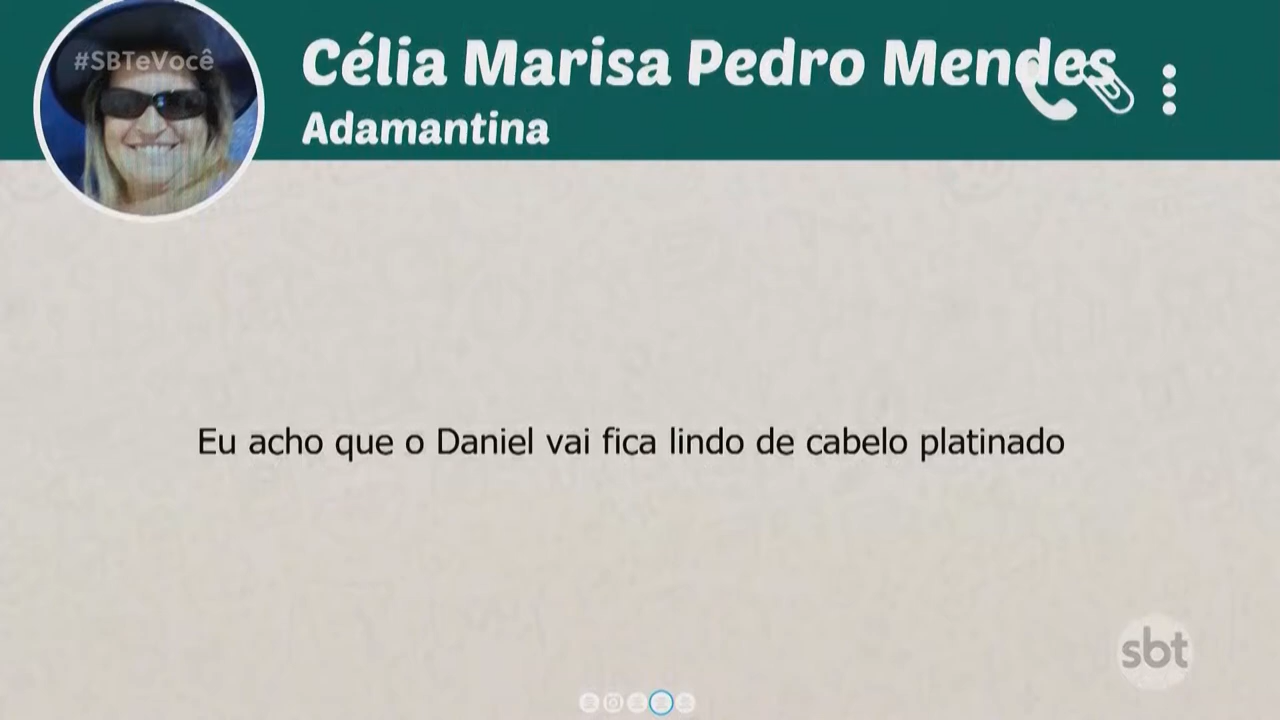 #SBTeVocê
Célia Marisa Pedro Mendes
Adamantina
Eu acho que o Daniel vai fica lindo de cabelo platinado
sbt